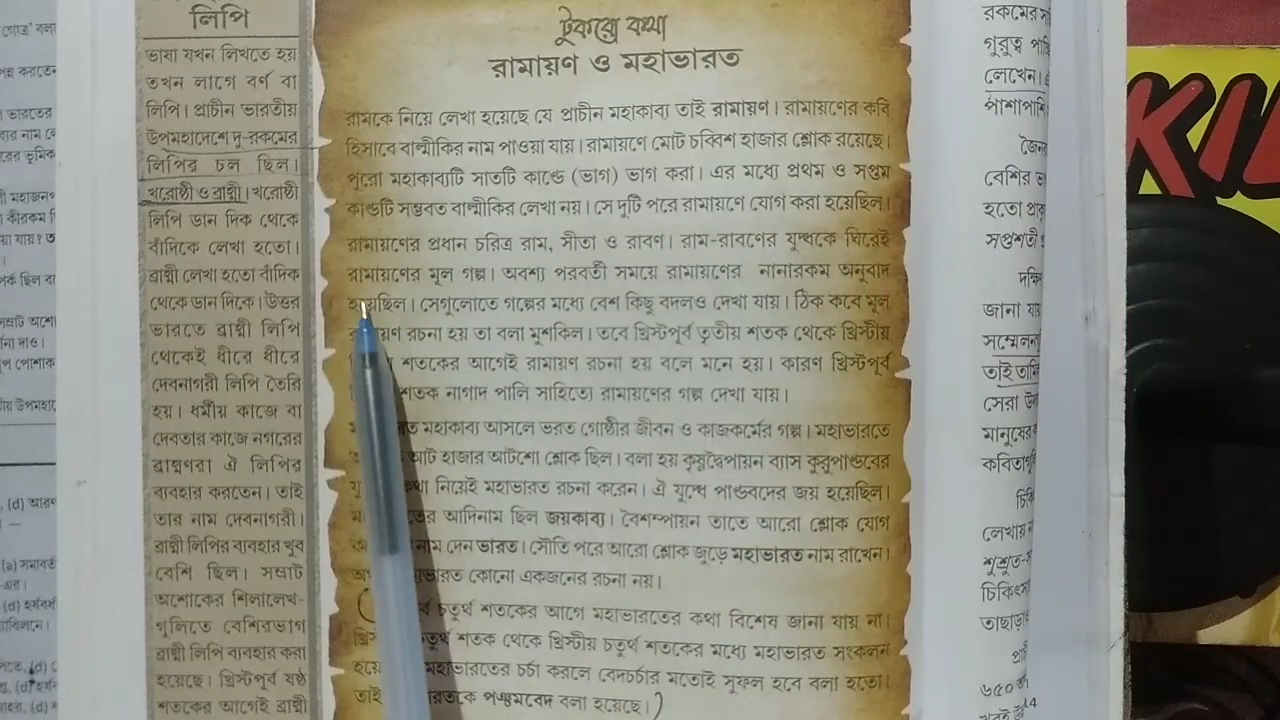 লিপি
ভাষা যখন লিখতে হয়
তখন লাগে বর্ণ বা
লিপি। প্রাচীন ভারতীয়
উপমহাদেশে দু-রকমের
লিপির চল ছিল।
খরোষ্ঠী ও ব্রাহ্মী। খরোষ্ঠী
লিপি ডান দিক থেকে
বাঁদিকে লেখা হতো।
ব্রাহ্মী লেখা হতো বাঁদিক
থেকে ডান দিকে। উত্তর
ভারতে ব্রাহ্মী লিপি
থেকেই ধীরে ধীরে
দেবনাগরী লিপি তৈরি
হয়। ধর্মীয় কাজে বা
দেবতার কাজে নগরের
ব্রাহ্মণরা ঐ লিপির
ব্যবহার করতেন। তাই
তার নাম দেবনাগরী।
ব্রাহ্মী লিপির ব্যবহার খুব
বেশি ছিল। সম্রাট
অশোকের শিলালেখ-
গুলিতে বেশিরভাগ
ব্রাহ্মী লিপি ব্যবহার করা
হয়েছে। খ্রিস্টপূর্ব ষষ্ঠ
শতকের আগেই ব্রাহ্মী
টুকরো কথা
রামায়ণ ও মহাভারত
রামকে নিয়ে লেখা হয়েছে যে প্রাচীন মহাকাব্য তাই রামায়ণ। রামায়ণের কবি
হিসাবে বাল্মীকির নাম পাওয়া যায়। রামায়ণে মোট চব্বিশ হাজার শ্লোক রয়েছে।
পুরো মহাকাব্যটি সাতটি কাণ্ডে (ভাগ) ভাগ করা। এর মধ্যে প্রথম ও সপ্তম
কাণ্ডটি সম্ভবত বাল্মীকির লেখা নয়। সে দুটি পরে রামায়ণে যোগ করা হয়েছিল।
রামায়ণের প্রধান চরিত্র রাম, সীতা ও রাবণ। রাম-রাবণের যুদ্ধকে ঘিরেই
রামায়ণের মূল গল্প। অবশ্য পরবর্তী সময়ে রামায়ণের নানারকম অনুবাদ
হয়েছিল। সেগুলোতে গল্পের মধ্যে বেশ কিছু বদলও দেখা যায়। ঠিক কবে মূল
রচনা হয় তা বলা মুশকিল। তবে খ্রিস্টপূর্ব তৃতীয় শতক থেকে খ্রিস্টীয়
শতকের আগেই রামায়ণ রচনা হয় বলে মনে হয়। কারণ খ্রিস্টপূর্ব
শতক নাগাদ পালি সাহিত্যে রামায়ণের গল্প দেখা যায়।
মহাকাব্য আসলে ভরত গোষ্ঠীর জীবন ও কাজকর্মের গল্প। মহাভারতে
আট হাজার আটশো শ্লোক ছিল। বলা হয় কৃষ্ণদ্বৈপায়ন ব্যাস কুরুপাণ্ডবের
নিয়েই মহাভারত রচনা করেন। ঐ যুদ্ধে পাণ্ডবদের জয় হয়েছিল।
আদিনাম ছিল জয়কাব্য। বৈশম্পায়ন তাতে আরো শ্লোক যোগ
নাম দেন ভারত। সৌতি পরে আরো শ্লোক জুড়ে মহাভারত নাম রাখেন।
কোনো একজনের রচনা নয়।
চতুর্থ শতকের আগে মহাভারতের কথা বিশেষ জানা যায় না।
শতক থেকে খ্রিস্টীয় চতুর্থ শতকের মধ্যে মহাভারত সংকলন
মহাভারতের চর্চা করলে বেদচর্চার মতোই সুফল হবে বলা হতো।
তাই পঞ্চমবেদ বলা হয়েছে।)
রকমের
গুরুত্ব
লেখেন।
পাশাপাশি
বেশির
হতো
সপ্তশতী
জানা যায়
তাই
সেরা
মানুষের
লেখায়
তাছাড়া
৬৫০